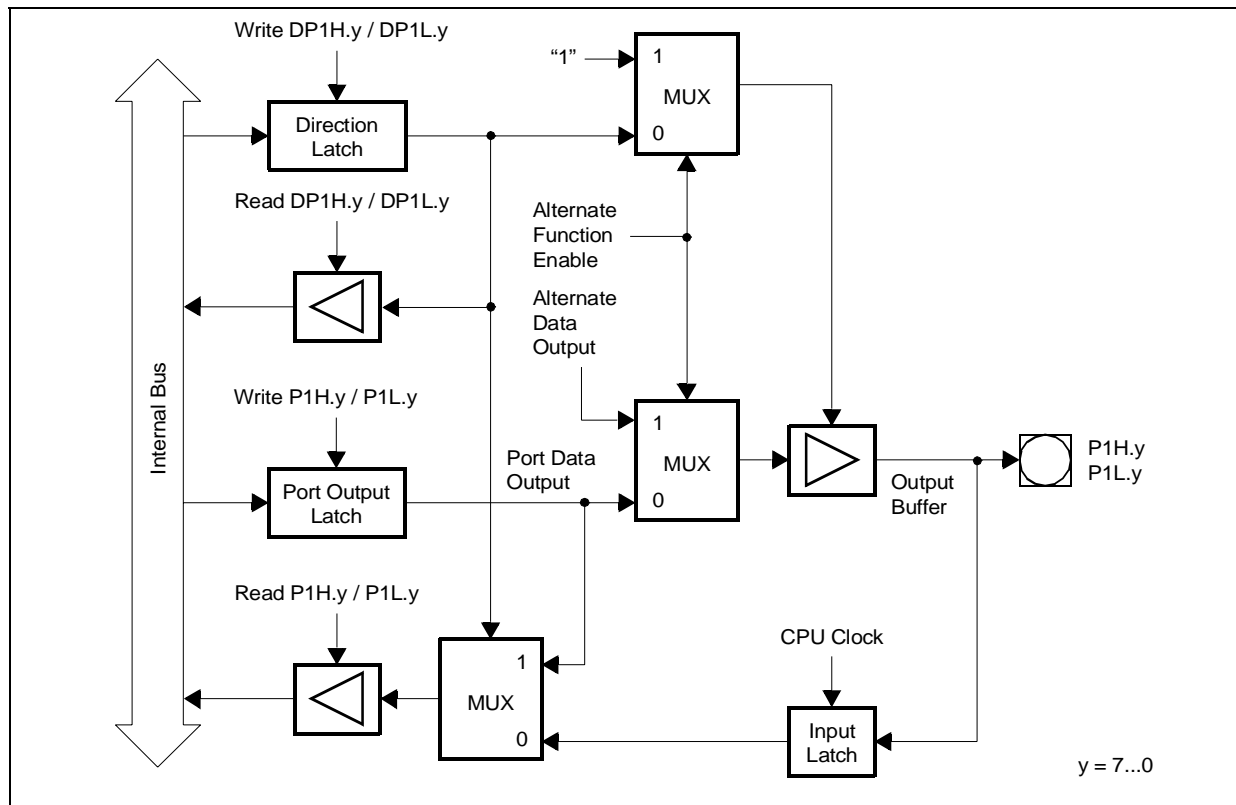 Write DP1H.y / DP1L.y
“1”
1
MUX
0
Direction
Latch
Read DP1H.y / DP1L.y
Alternate
Function
Enable
Alternate
Data
Output
Internal Bus
Write P1H.y / P1L.y
1
MUX
0
Port Data
Output
Port Output
Latch
Output
Buffer
P1H.y
P1L.y
Read P1H.y / P1L.y
CPU Clock
1
MUX
0
Input
Latch
y = 7...0